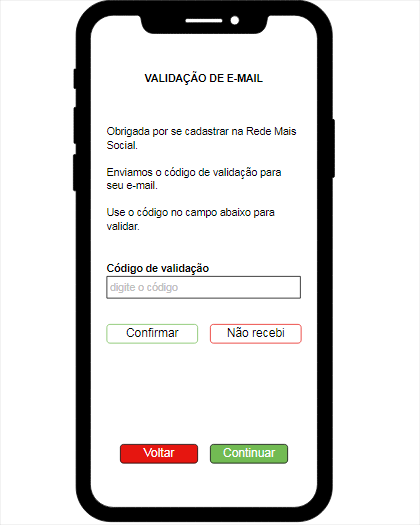 VALIDAÇÃO DE E-MAIL
Obrigada por se cadastrar na Rede Mais
Social.
Enviamos o código de validação para
seu e-mail.
Use o código no campo abaixo para
validar.
Código de validação
digite o código
Confirmar
Não recebi
Voltar
Continuar